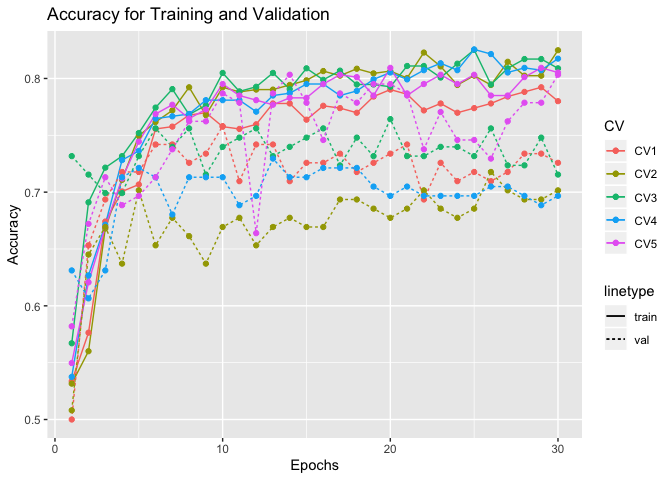 Accuracy for Training and Validation
Accuracy
0.8
0.7
0.6
0.5
0
10
20
30
Epochs
CV
CV1
CV2
CV3
CV4
CV5
linetype
train
val